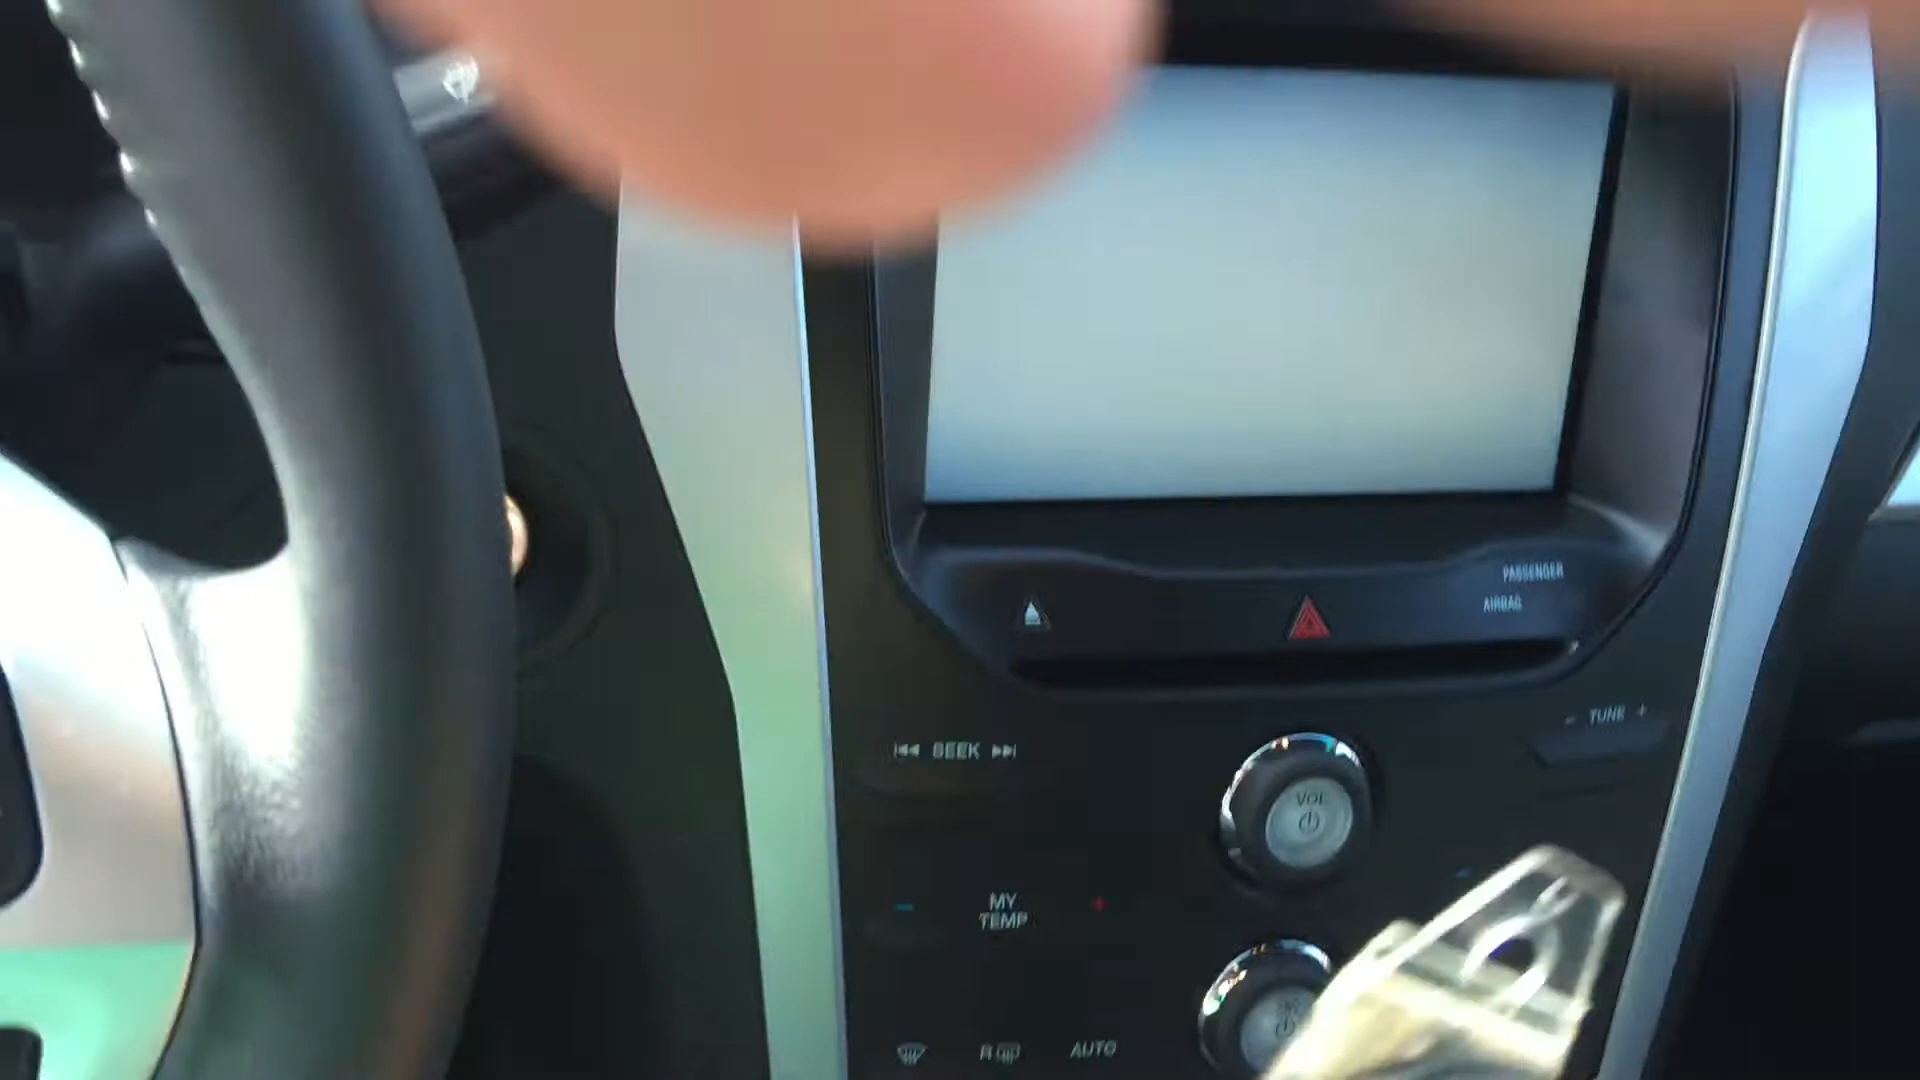 PASSENGER
AIRBAG
- TUNE +
SEEK
VOL
- MY TEMP +
R
AUTO